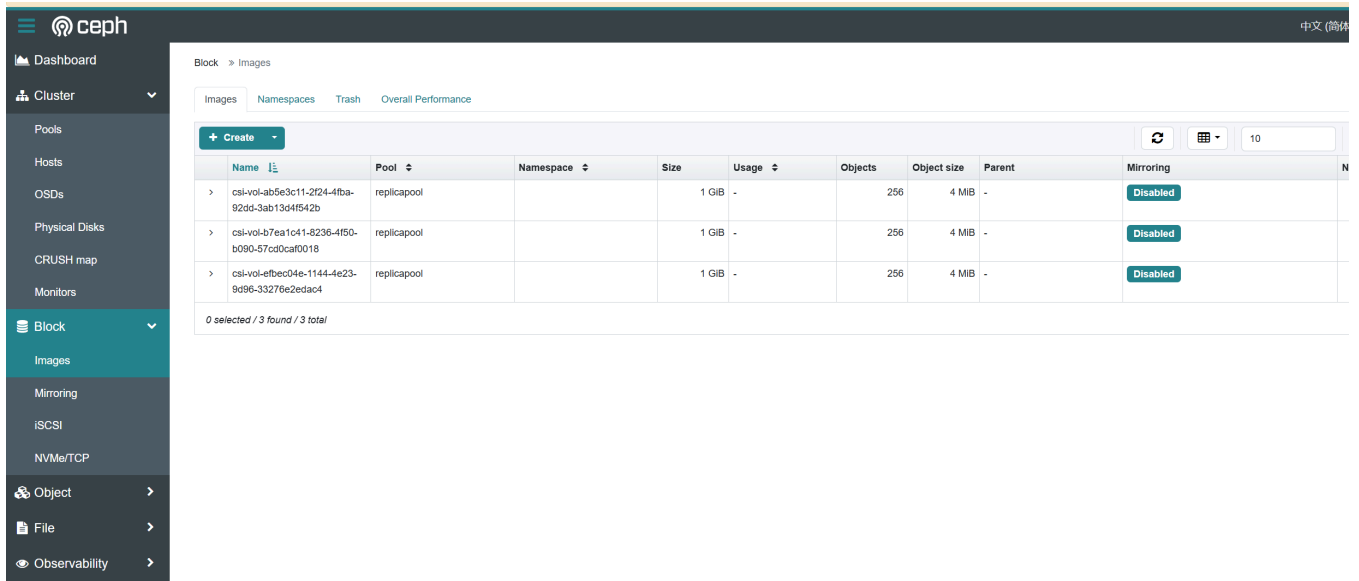 ceph
中文 (简体
Dashboard
Cluster
Pools
Hosts
OSDs
Physical Disks
CRUSH map
Monitors
Block
Images
Mirroring
iSCSI
NVMe/TCP
Object
File
Observability
Block » Images
Images Namespaces Trash Overall Performance
+ Create
10
Name Pool Namespace Size Usage Objects Object size Parent Mirroring N
csi-vol-ab5e3c11-2f24-4fba-
92dd-3ab13d4f542b
replicapool 1 GiB - 256 4 MiB - Disabled
csi-vol-b7ea1c41-8236-4f50-
b090-57cd0caf0018
replicapool 1 GiB - 256 4 MiB - Disabled
csi-vol-efbec04e-1144-4e23-
9d96-33276e2edac4
replicapool 1 GiB - 256 4 MiB - Disabled
0 selected / 3 found / 3 total